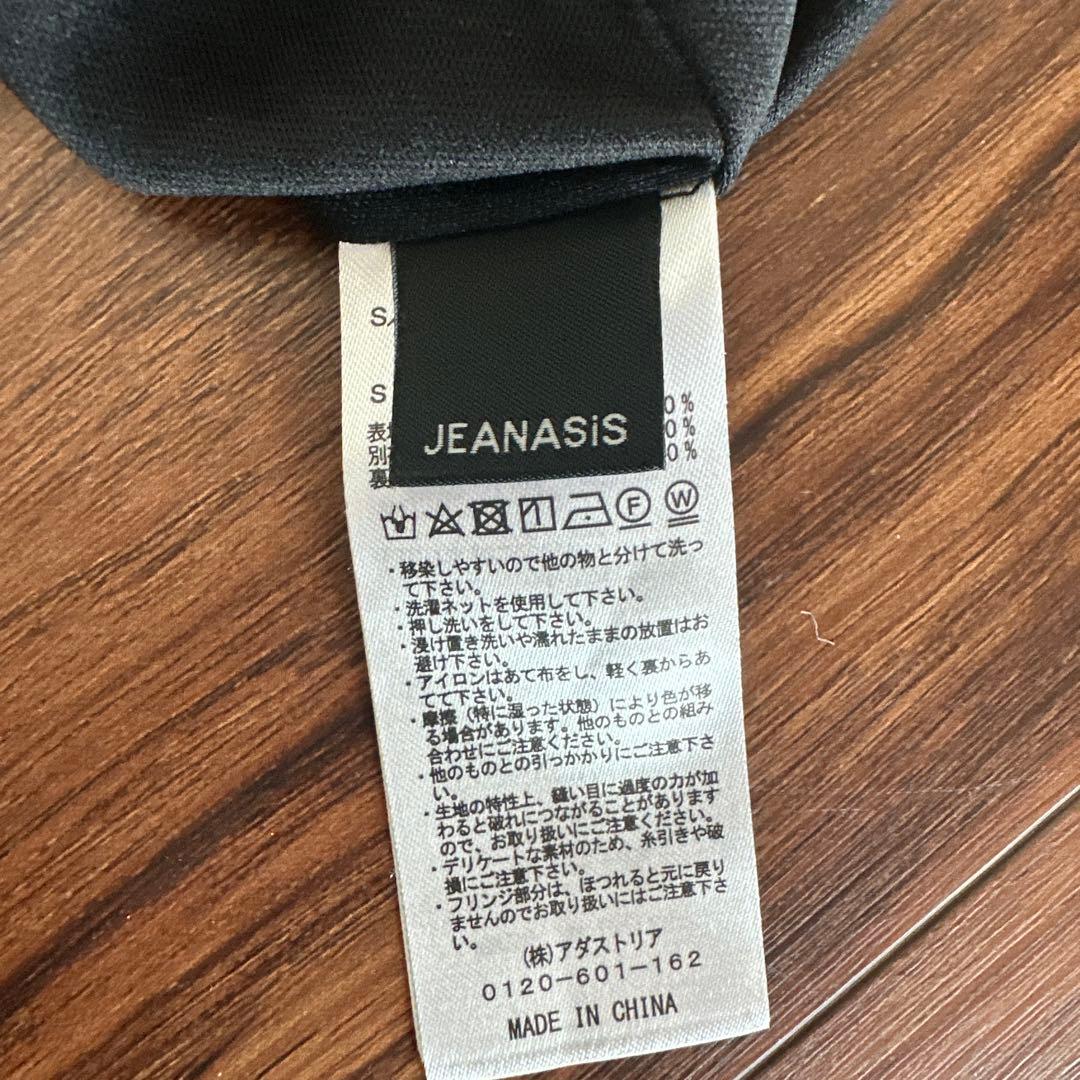 S
S
表
別
裏
0%
0%
0%
JEANASiS
F
W
・移染しやすいので他の物と分けて洗っ
て下さい。
・洗濯ネットを使用して下さい。
・押し洗いをして下さい。
・浸け置き洗いや濡れたままの放置はお
避け下さい。
・アイロンはあて布をし、軽く裏からあ
てて下さい。
・摩擦（特に湿った状態）により色が移
る場合があります。他のものとの組み
合わせにご注意ください。
・他のものとの引っかかりにご注意下さ
い。
・生地の特性上、縫い目に過度の力が加
わると破れにつながることがあります
ので、お取り扱いにご注意ください。
・デリケートな素材のため、糸引きや破
損にご注意下さい。
・フリンジ部分は、ほつれると元に戻り
ませんのでお取り扱いにはご注意下さ
い。
(株)アダストリア
0120-601-162
MADE IN CHINA